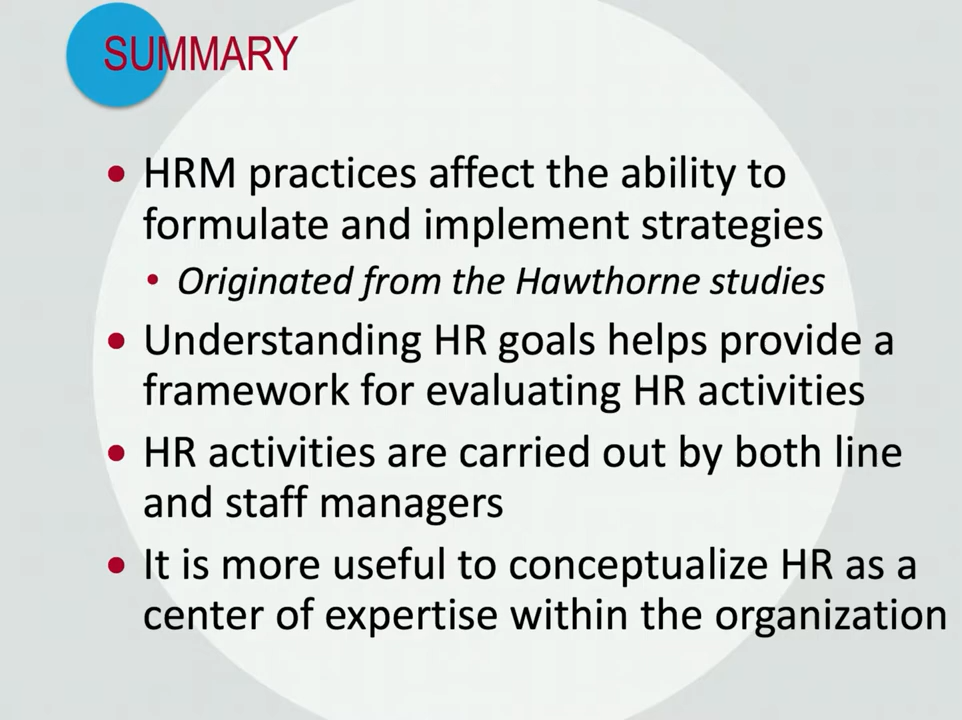 SUMMARY
• HRM practices affect the ability to
formulate and implement strategies
• Originated from the Hawthorne studies
• Understanding HR goals helps provide a
framework for evaluating HR activities
• HR activities are carried out by both line
and staff managers
• It is more useful to conceptualize HR as a
center of expertise within the organization